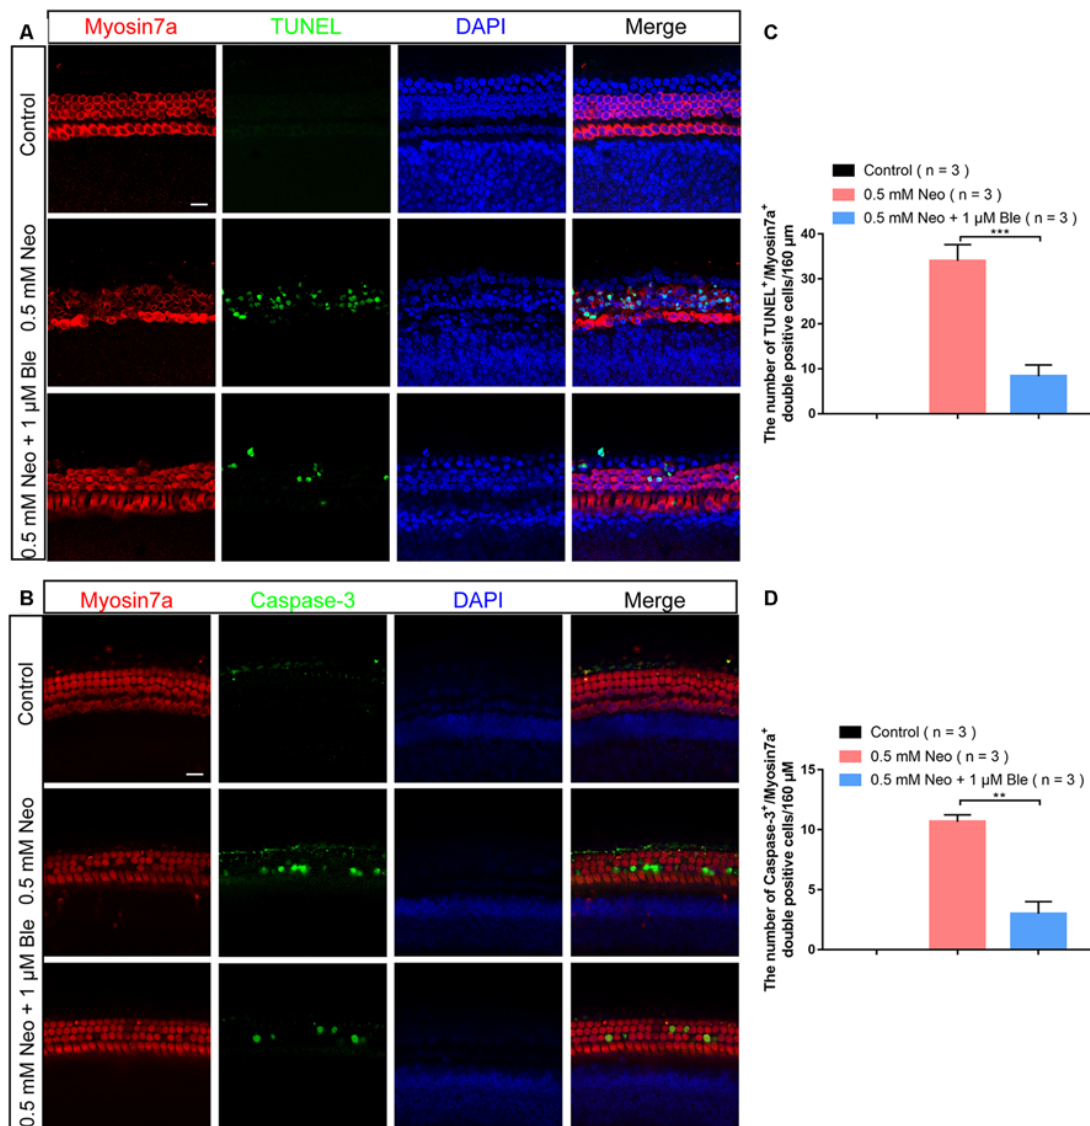 A
Myosin7a TUNEL DAPI Merge
Control
0.5 mM Neo
0.5 mM Neo + 1 µM Ble
C
Control ( n = 3 )
0.5 mM Neo ( n = 3 )
0.5 mM Neo + 1 µM Ble ( n = 3 )
The number of TUNEL⁺/Myosin7a⁺
double positive cells/160 µm
40
30
20
10
0
***
B
Myosin7a Caspase-3 DAPI Merge
Control
0.5 mM Neo
0.5 mM Neo + 1 µM Ble
D
Control ( n = 3 )
0.5 mM Neo ( n = 3 )
0.5 mM Neo + 1 µM Ble ( n = 3 )
The number of Caspase-3⁺/Myosin7a⁺
double positive cells/160 µM
15
10
5
0
**